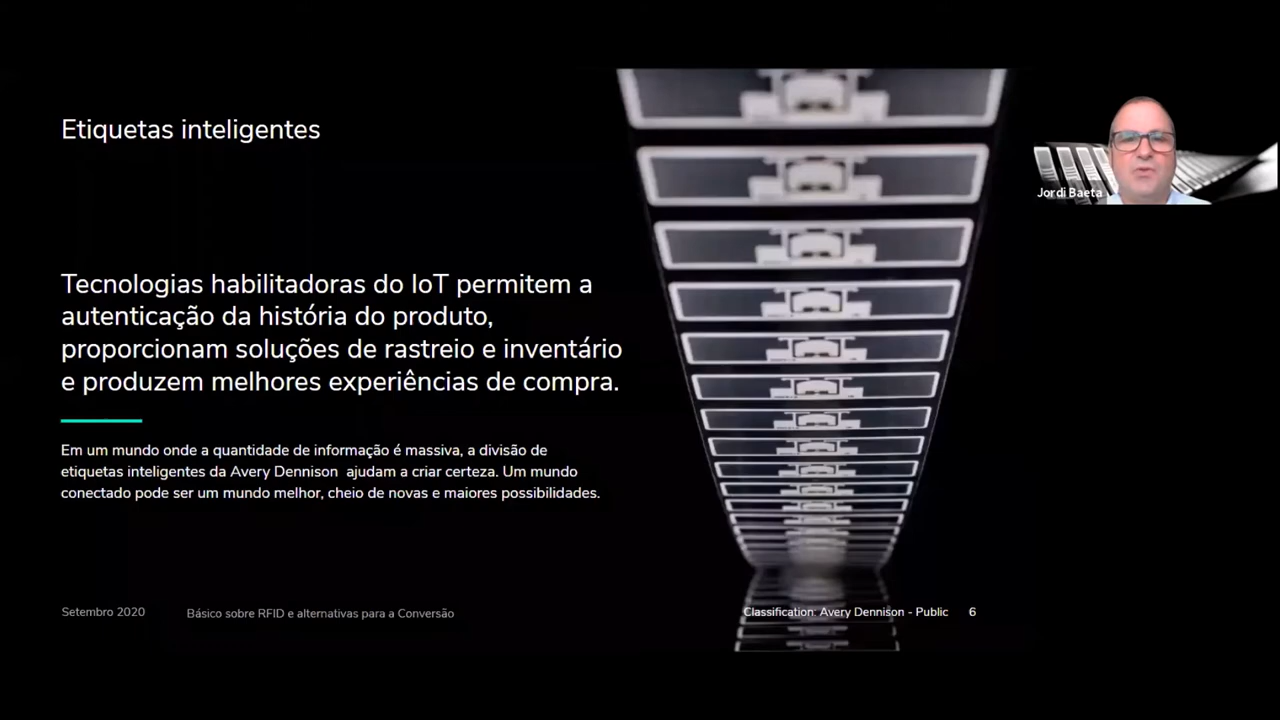 Etiquetas inteligentes
Tecnologias habilitadoras do IoT permitem a
autenticação da história do produto,
proporcionam soluções de rastreio e inventário
e produzem melhores experiências de compra.
Em um mundo onde a quantidade de informação é massiva, a divisão de
etiquetas inteligentes da Avery Dennison ajudam a criar certeza. Um mundo
conectado pode ser um mundo melhor, cheio de novas e maiores possibilidades.
Setembro 2020
Básico sobre RFID e alternativas para a Conversão
Classification: Avery Dennison - Public
6
Jordi Baeta